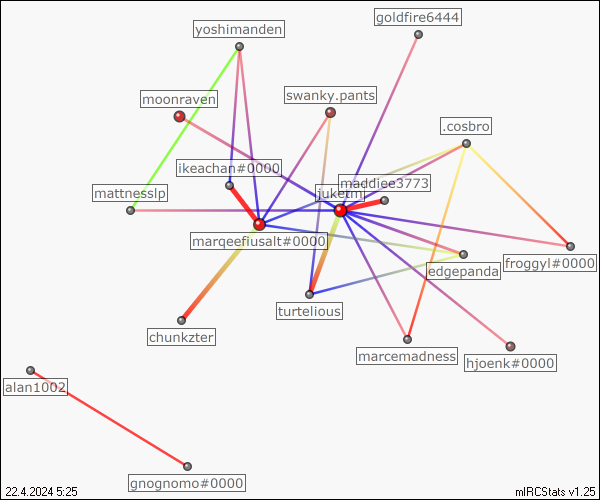 goldfire6444
yoshimanden
moonraven
swanky.pants
.cosbro
ikeachan#0000
jukerm
maddiee3773
mattnesslp
marqeefiusalt#0000
edgepanda
froggyl#0000
turtelious
chunkzter
marcemadness
hjoenk#0000
alan1002
gnognomo#0000
22.4.2024 5:25
mIRCStats v1.25